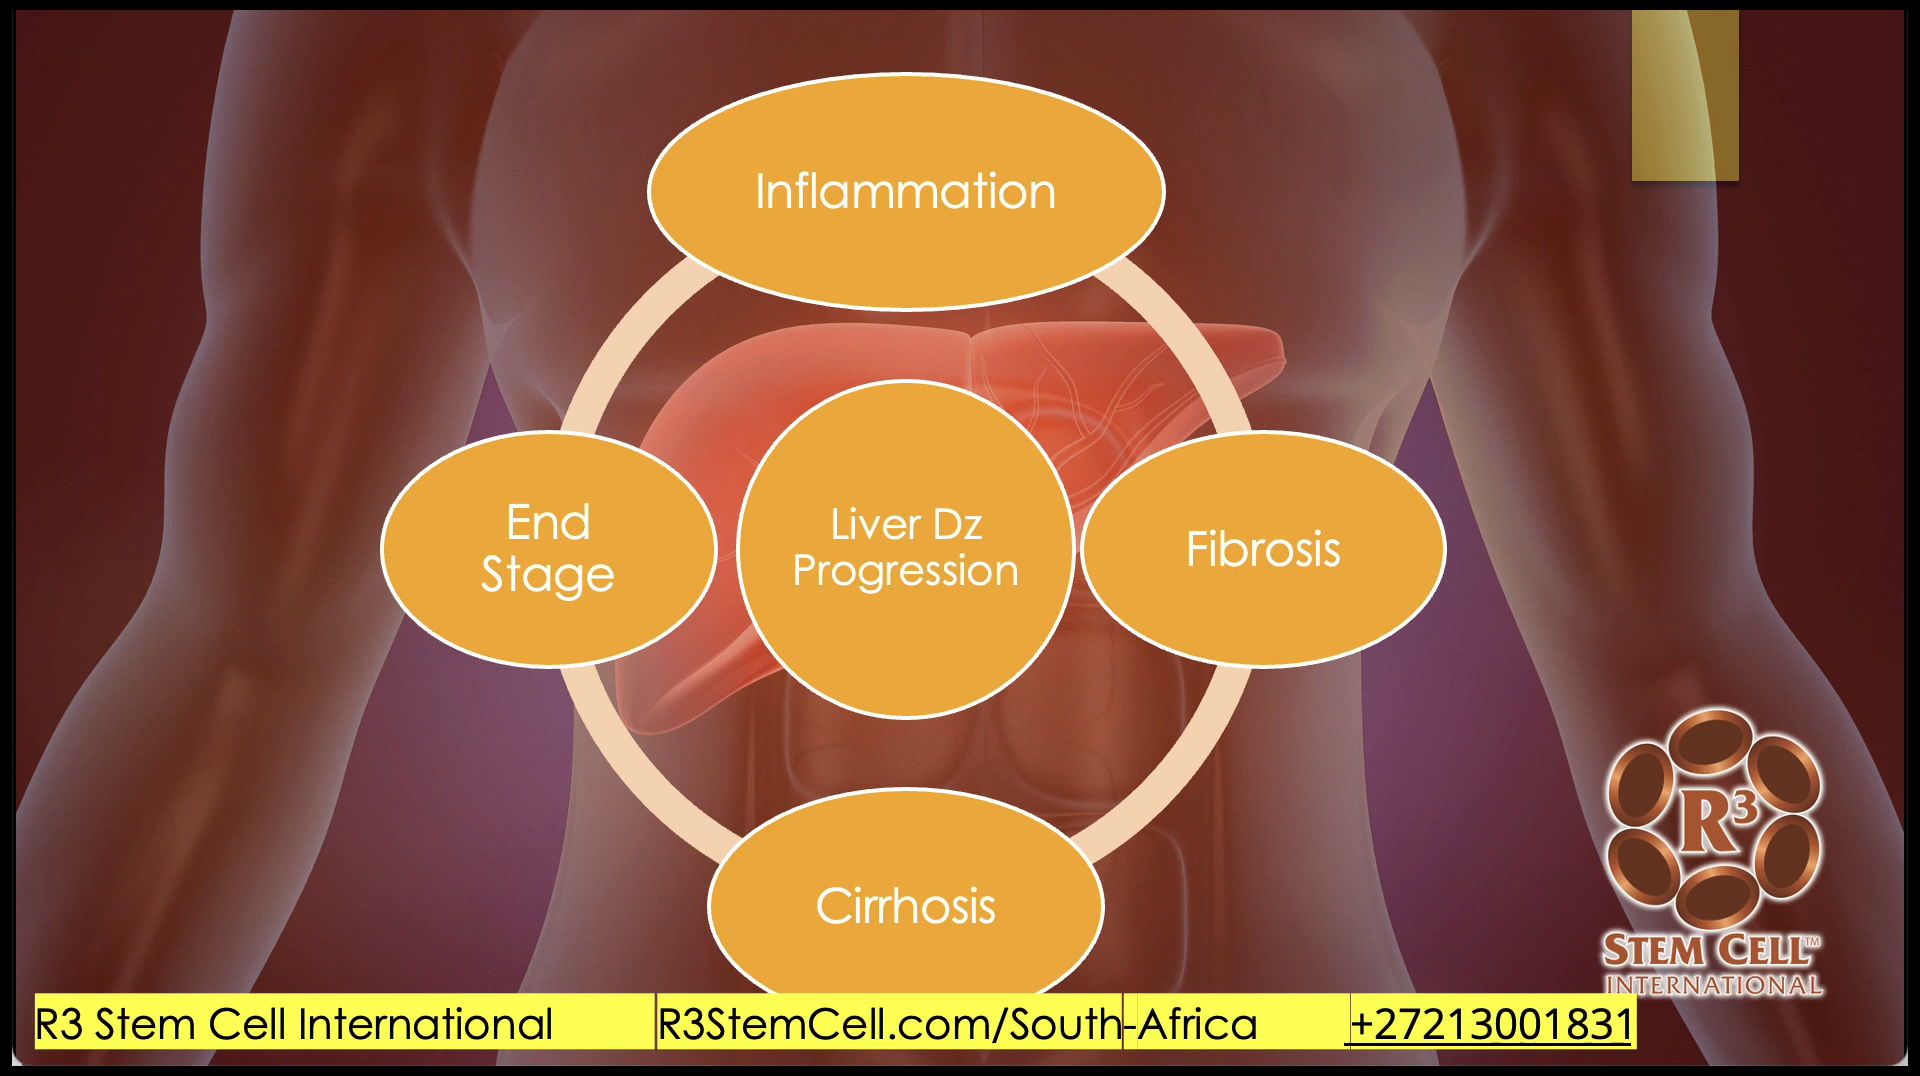 Inflammation
End
Stage
Liver Dz
Progression
Fibrosis
Cirrhosis
R3
STEM CELL™
INTERNATIONAL
R3 Stem Cell International R3StemCell.com/South-Africa +27213001831